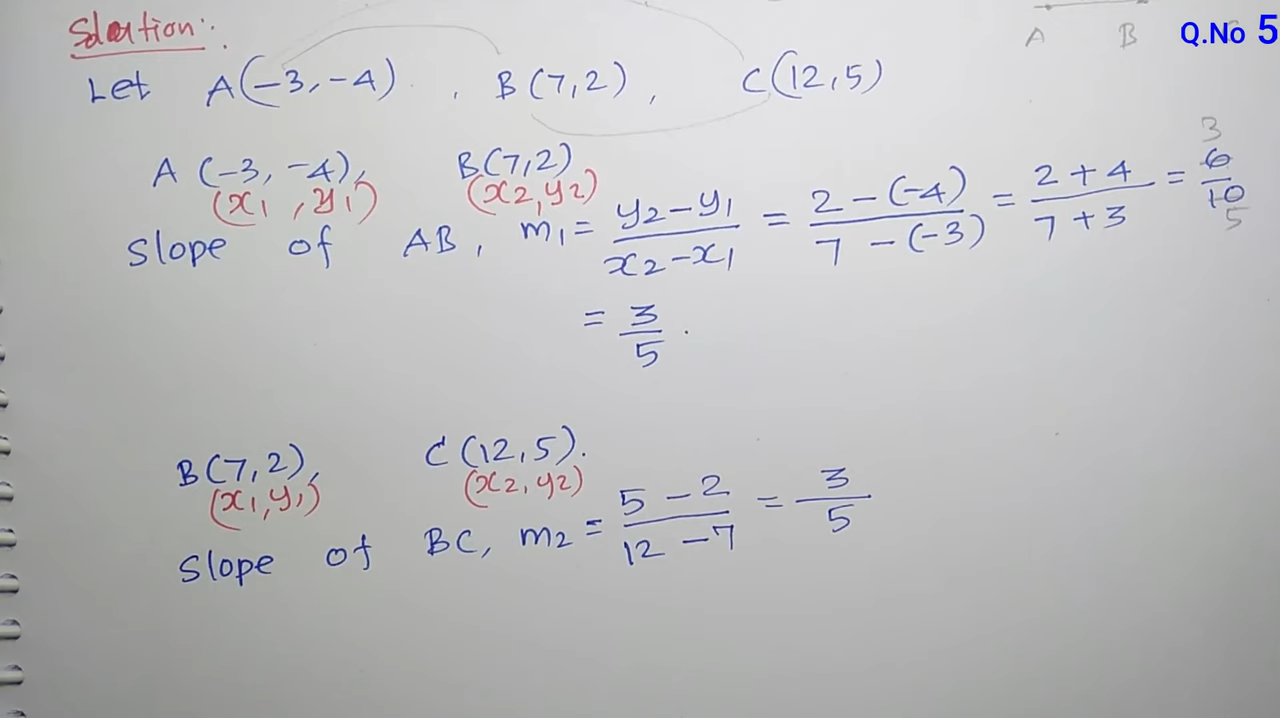 Solution:.
A B Q.No 5
Let A(-3,-4) , B(7,2), C(12,5)
A (-3, -4), B(7,2)
(x1, y1) (x2, y2)
Slope of AB, m1 = y2-y1/x2-x1 = 2-(-4)/7-(-3) = 2+4/7+3 = 6/10 3 5
= 3/5.
B(7,2), C(12,5).
(x1,y1) (x2, y2)
Slope of BC, m2 = 5-2/12-7 = 3/5